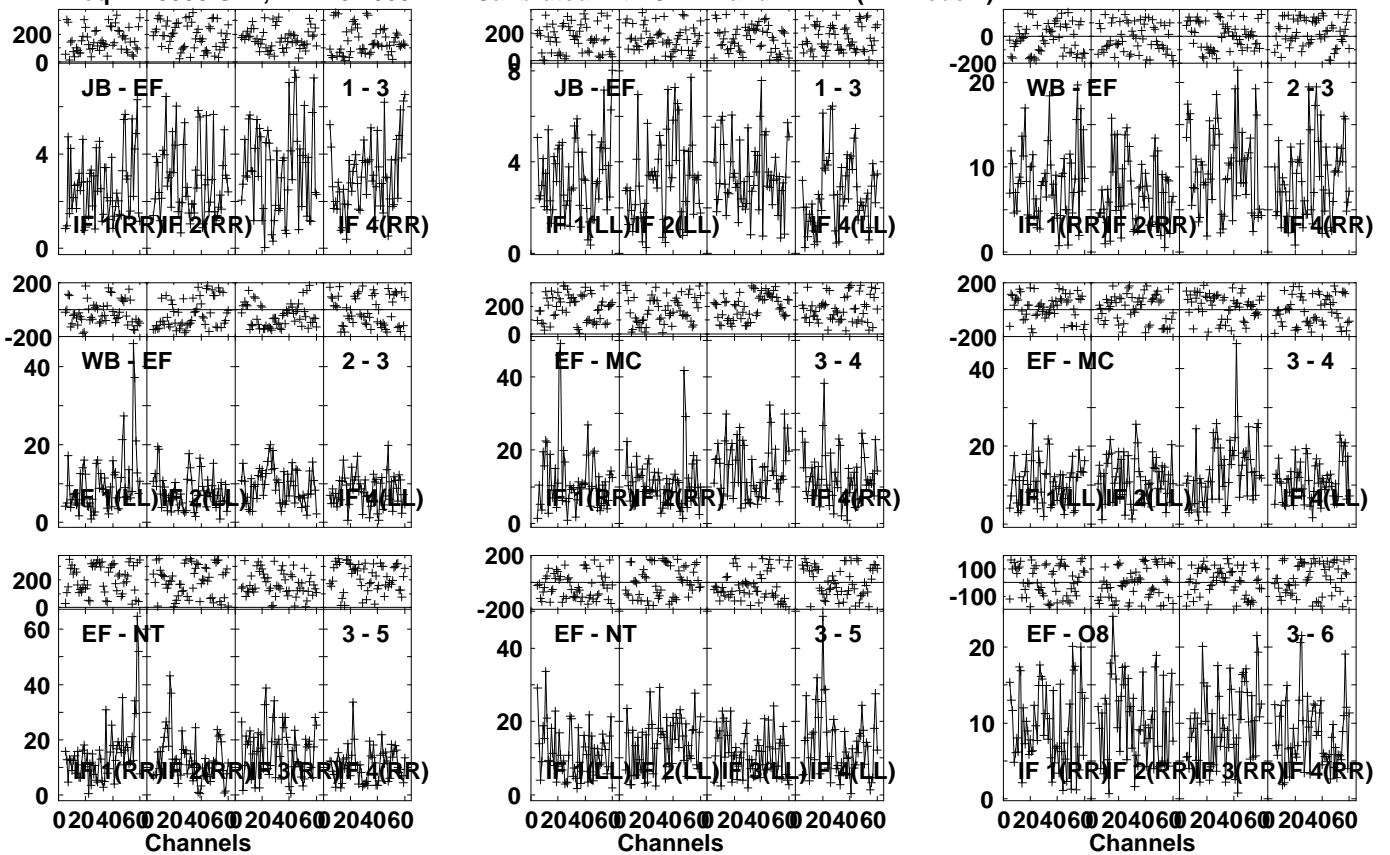 200
0
JB - EF 1 - 3
4
0
IF 1(RR) IF 2(RR) IF 4(RR)
200
0
8
JB - EF 1 - 3
4
0
IF 1(LL) IF 2(LL) IF 4(LL)
0
-200
20
WB - EF 2 - 3
10
0
IF 1(RR) IF 2(RR) IF 4(RR)
200
-200
40
WB - EF 2 - 3
20
0
IF 1(LL) IF 2(LL) IF 4(LL)
200
0
40
EF - MC 3 - 4
20
0
IF 1(RR) IF 2(RR) IF 4(RR)
200
-200
40
EF - MC 3 - 4
20
0
IF 1(LL) IF 2(LL) IF 4(LL)
200
0
60
EF - NT 3 - 5
40
20
0
IF 1(RR) IF 2(RR) IF 3(RR) IF 4(RR)
0 20 40 60 0 20 40 60 0 20 40 60 0 20 40 60
Channels
200
-200
40
EF - NT 3 - 5
20
0
IF 1(LL) IF 2(LL) IF 3(LL) IF 4(LL)
0 20 40 60 0 20 40 60 0 20 40 60 0 20 40 60
Channels
100
-100
20
EF - O8 3 - 6
10
0
IF 1(RR) IF 2(RR) IF 3(RR) IF 4(RR)
0 20 40 60 0 20 40 60 0 20 40 60 0 20 40 60
Channels